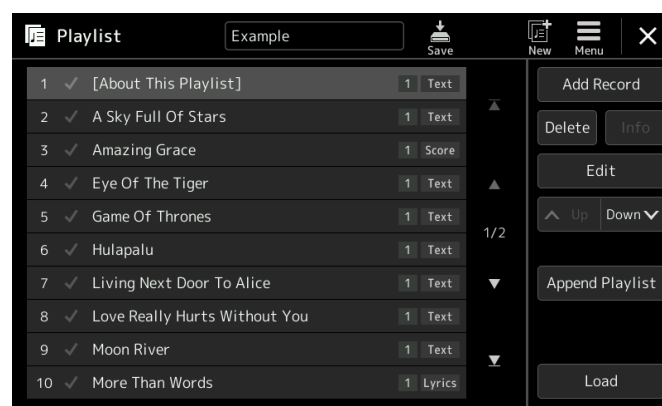 Playlist
Example
Save
New
Menu
1 [About This Playlist] 1 Text
2 A Sky Full Of Stars 1 Text
3 Amazing Grace 1 Score
4 Eye Of The Tiger 1 Text
5 Game Of Thrones 1 Text
6 Hulapalu 1 Text
7 Living Next Door To Alice 1 Text
8 Love Really Hurts Without You 1 Text
9 Moon River 1 Text
10 More Than Words 1 Lyrics
1/2
Add Record
Delete
Info
Edit
Up
Down
Append Playlist
Load